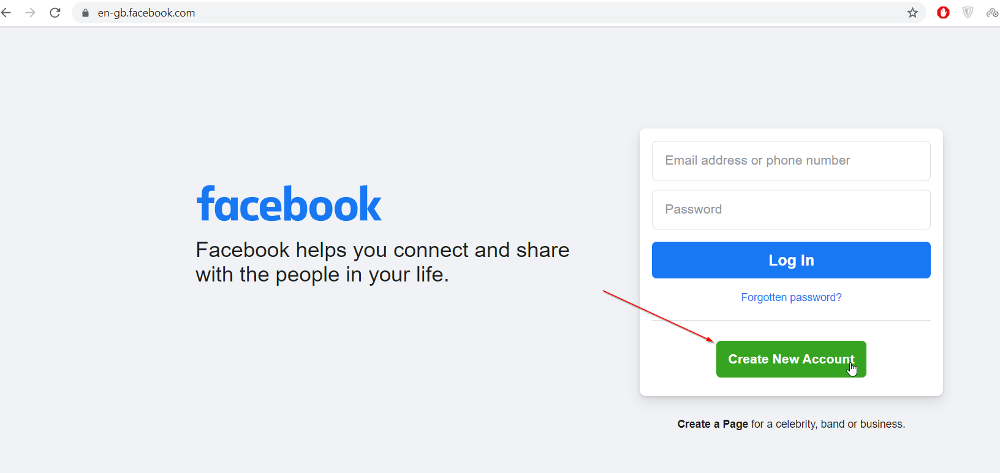 en-gb.facebook.com
facebook
Facebook helps you connect and share
with the people in your life.
Email address or phone number
Password
Log In
Forgotten password?
Create New Account
Create a Page for a celebrity, band or business.